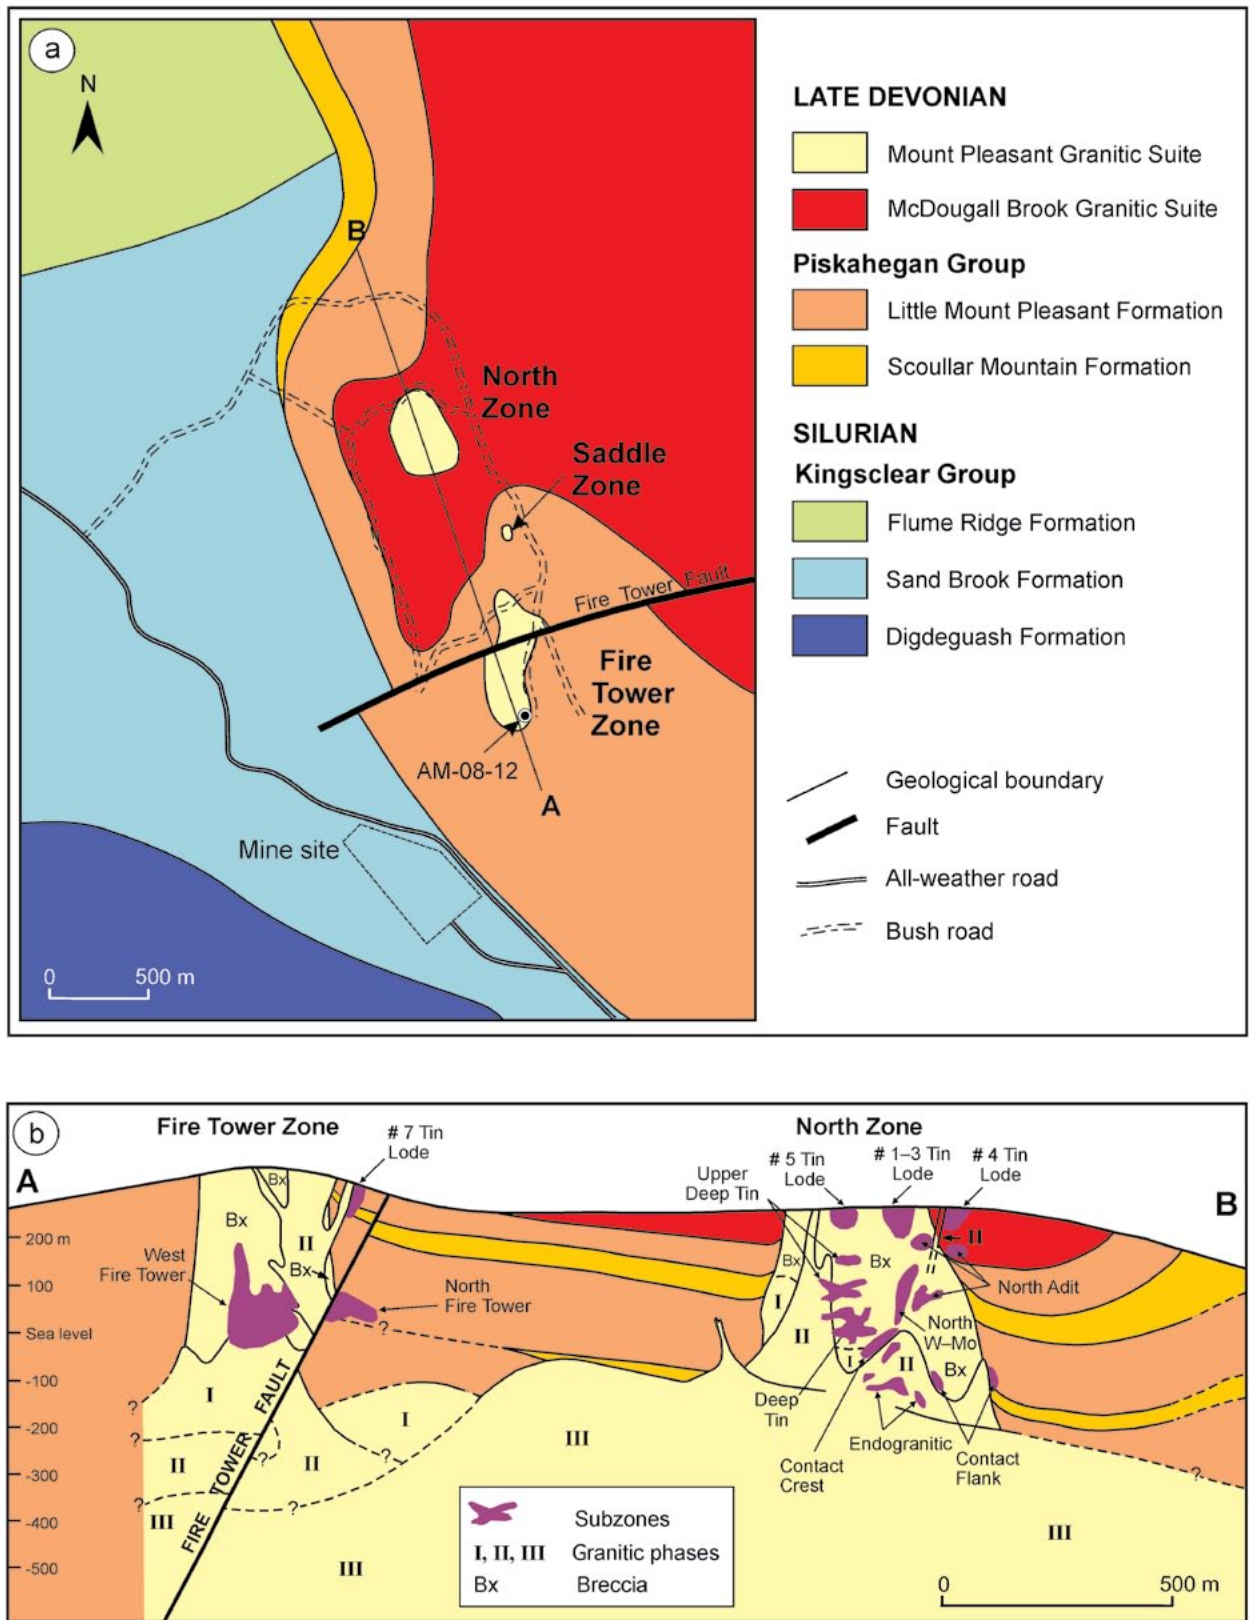 a
N
B
North
Zone
Saddle
Zone
Fire Tower Fault
Fire
Tower
Zone
AM-08-12
A
Mine site
0 500 m
LATE DEVONIAN
Mount Pleasant Granitic Suite
McDougall Brook Granitic Suite
Piskahegan Group
Little Mount Pleasant Formation
Scoullar Mountain Formation
SILURIAN
Kingsclear Group
Flume Ridge Formation
Sand Brook Formation
Digdeguash Formation
Geological boundary
Fault
All-weather road
Bush road
b
Fire Tower Zone
North Zone
# 7 Tin
Lode
Upper
Deep Tin
# 5 Tin
Lode
# 1–3 Tin
Lode
# 4 Tin
Lode
A
B
Bx
Bx
II
Bx
West
Fire Tower
North
Fire Tower
200 m
100
Sea level
-100
-200
-300
-400
-500
?
?
?
?
?
?
?
I
II
III
II
I
III
III
FIRE TOWER FAULT
Bx
I
II
Bx
II
North Adit
North
W–Mo
I
II
Bx
Deep
Tin
Endogranitic
Contact
Crest
Contact
Flank
?
III
Subzones
I, II, III Granitic phases
Bx Breccia
0 500 m